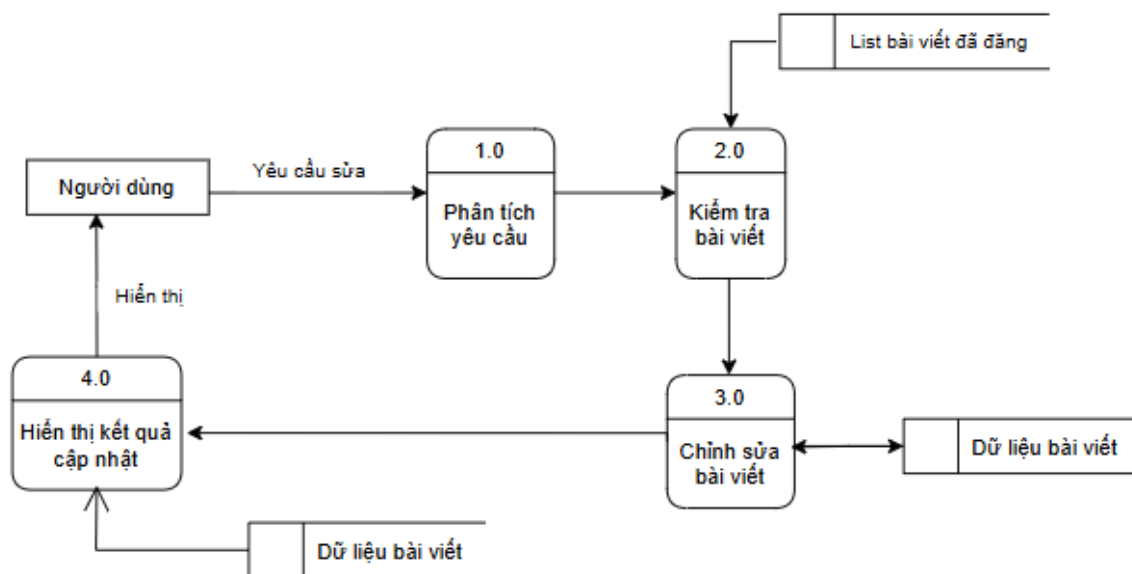 List bài viết đã đăng
1.0
2.0
Người dùng
Yêu cầu sửa
Phân tích
yêu cầu
Kiểm tra
bài viết
Hiển thị
4.0
3.0
Hiển thị kết quả
cập nhật
Chỉnh sửa
bài viết
Dữ liệu bài viết
Dữ liệu bài viết